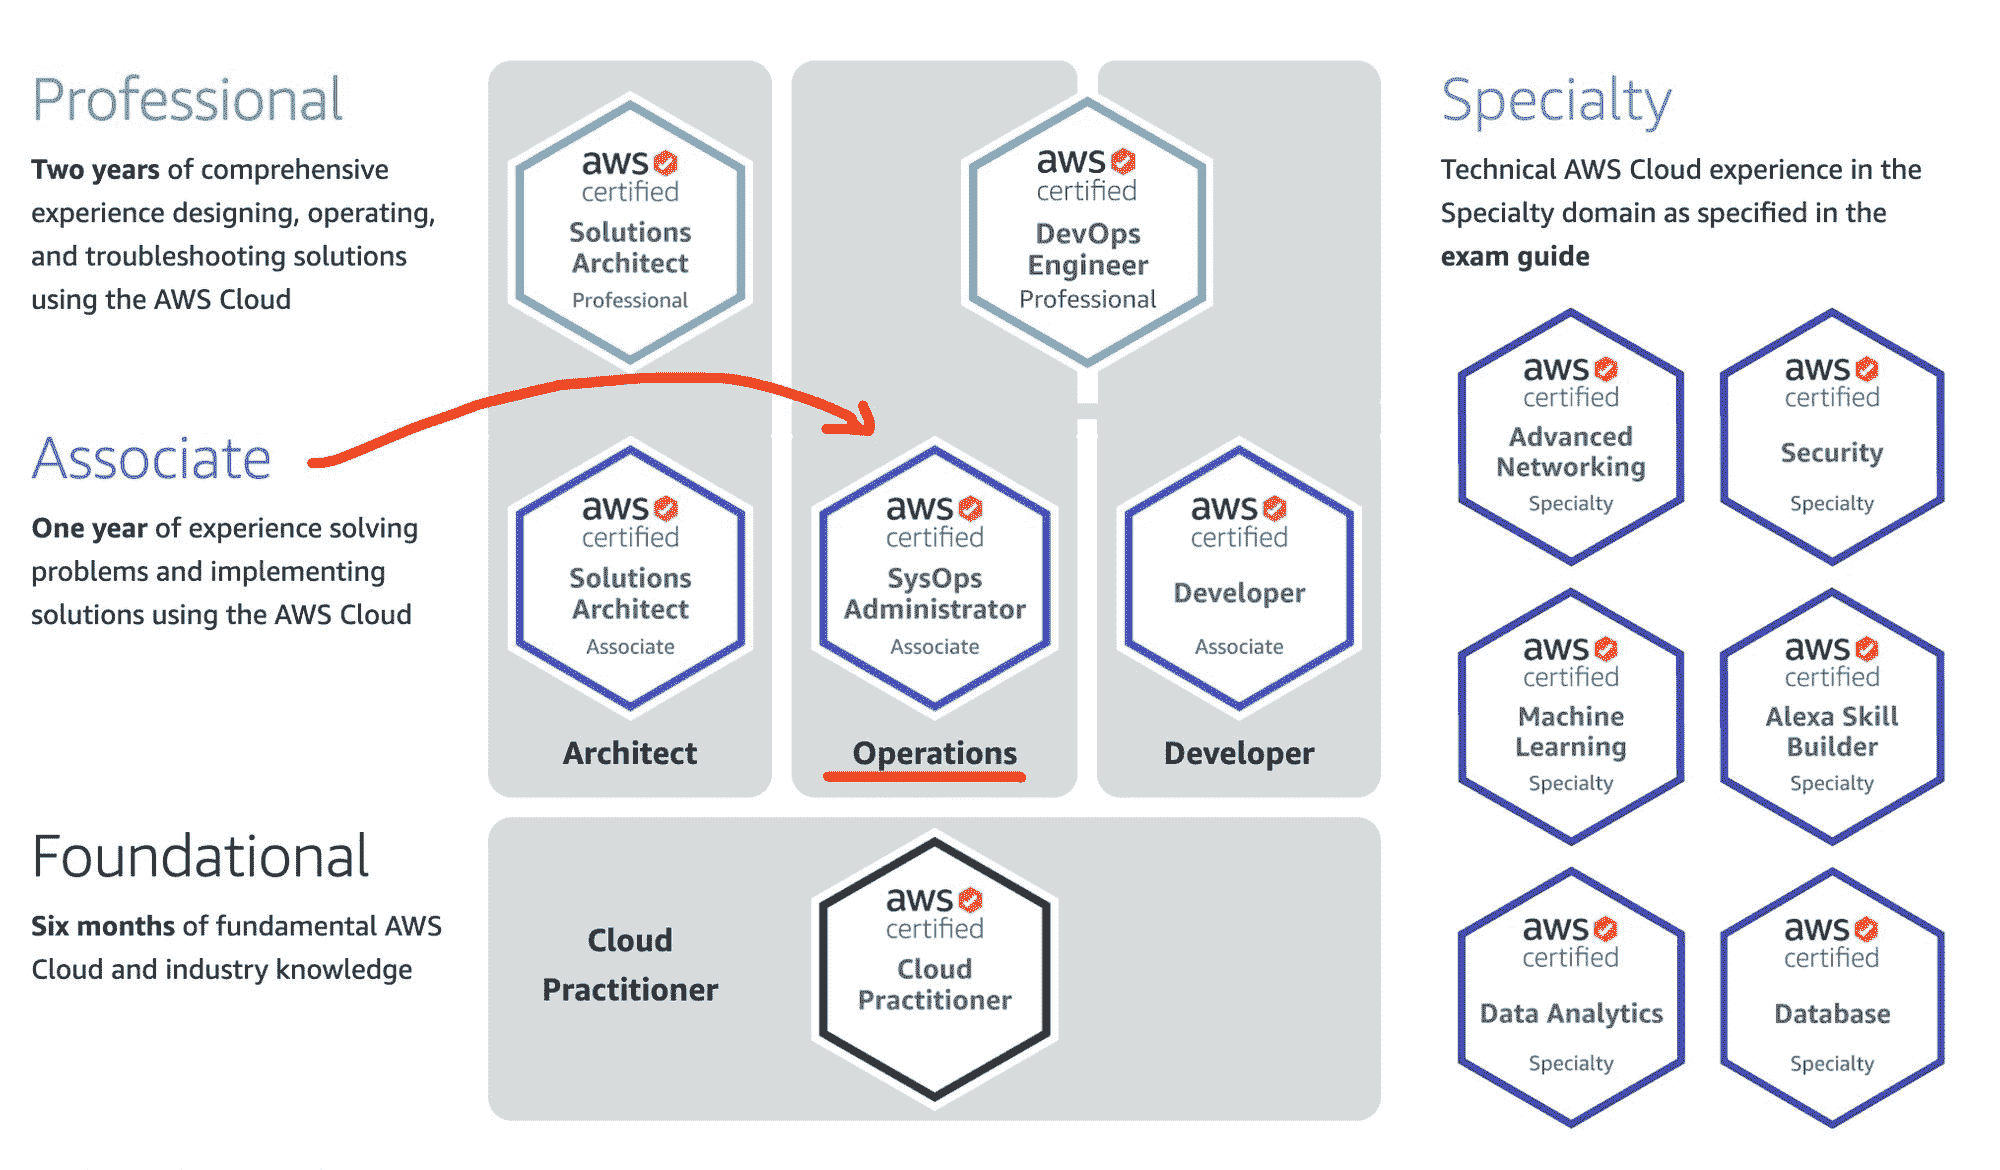 Professional
Two years of comprehensive
experience designing, operating,
and troubleshooting solutions
using the AWS Cloud
aws
certified
Solutions
Architect
Professional
aws
certified
DevOps
Engineer
Professional
Associate
One year of experience solving
problems and implementing
solutions using the AWS Cloud
aws
certified
Solutions
Architect
Associate
Architect
aws
certified
SysOps
Administrator
Associate
Operations
aws
certified
Developer
Associate
Developer
Foundational
Six months of fundamental AWS
Cloud and industry knowledge
Cloud
Practitioner
aws
certified
Cloud
Practitioner
Specialty
Technical AWS Cloud experience in the
Specialty domain as specified in the
exam guide
aws
certified
Advanced
Networking
Specialty
aws
certified
Security
Specialty
aws
certified
Machine
Learning
Specialty
aws
certified
Alexa Skill
Builder
Specialty
aws
certified
Data Analytics
Specialty
aws
certified
Database
Specialty